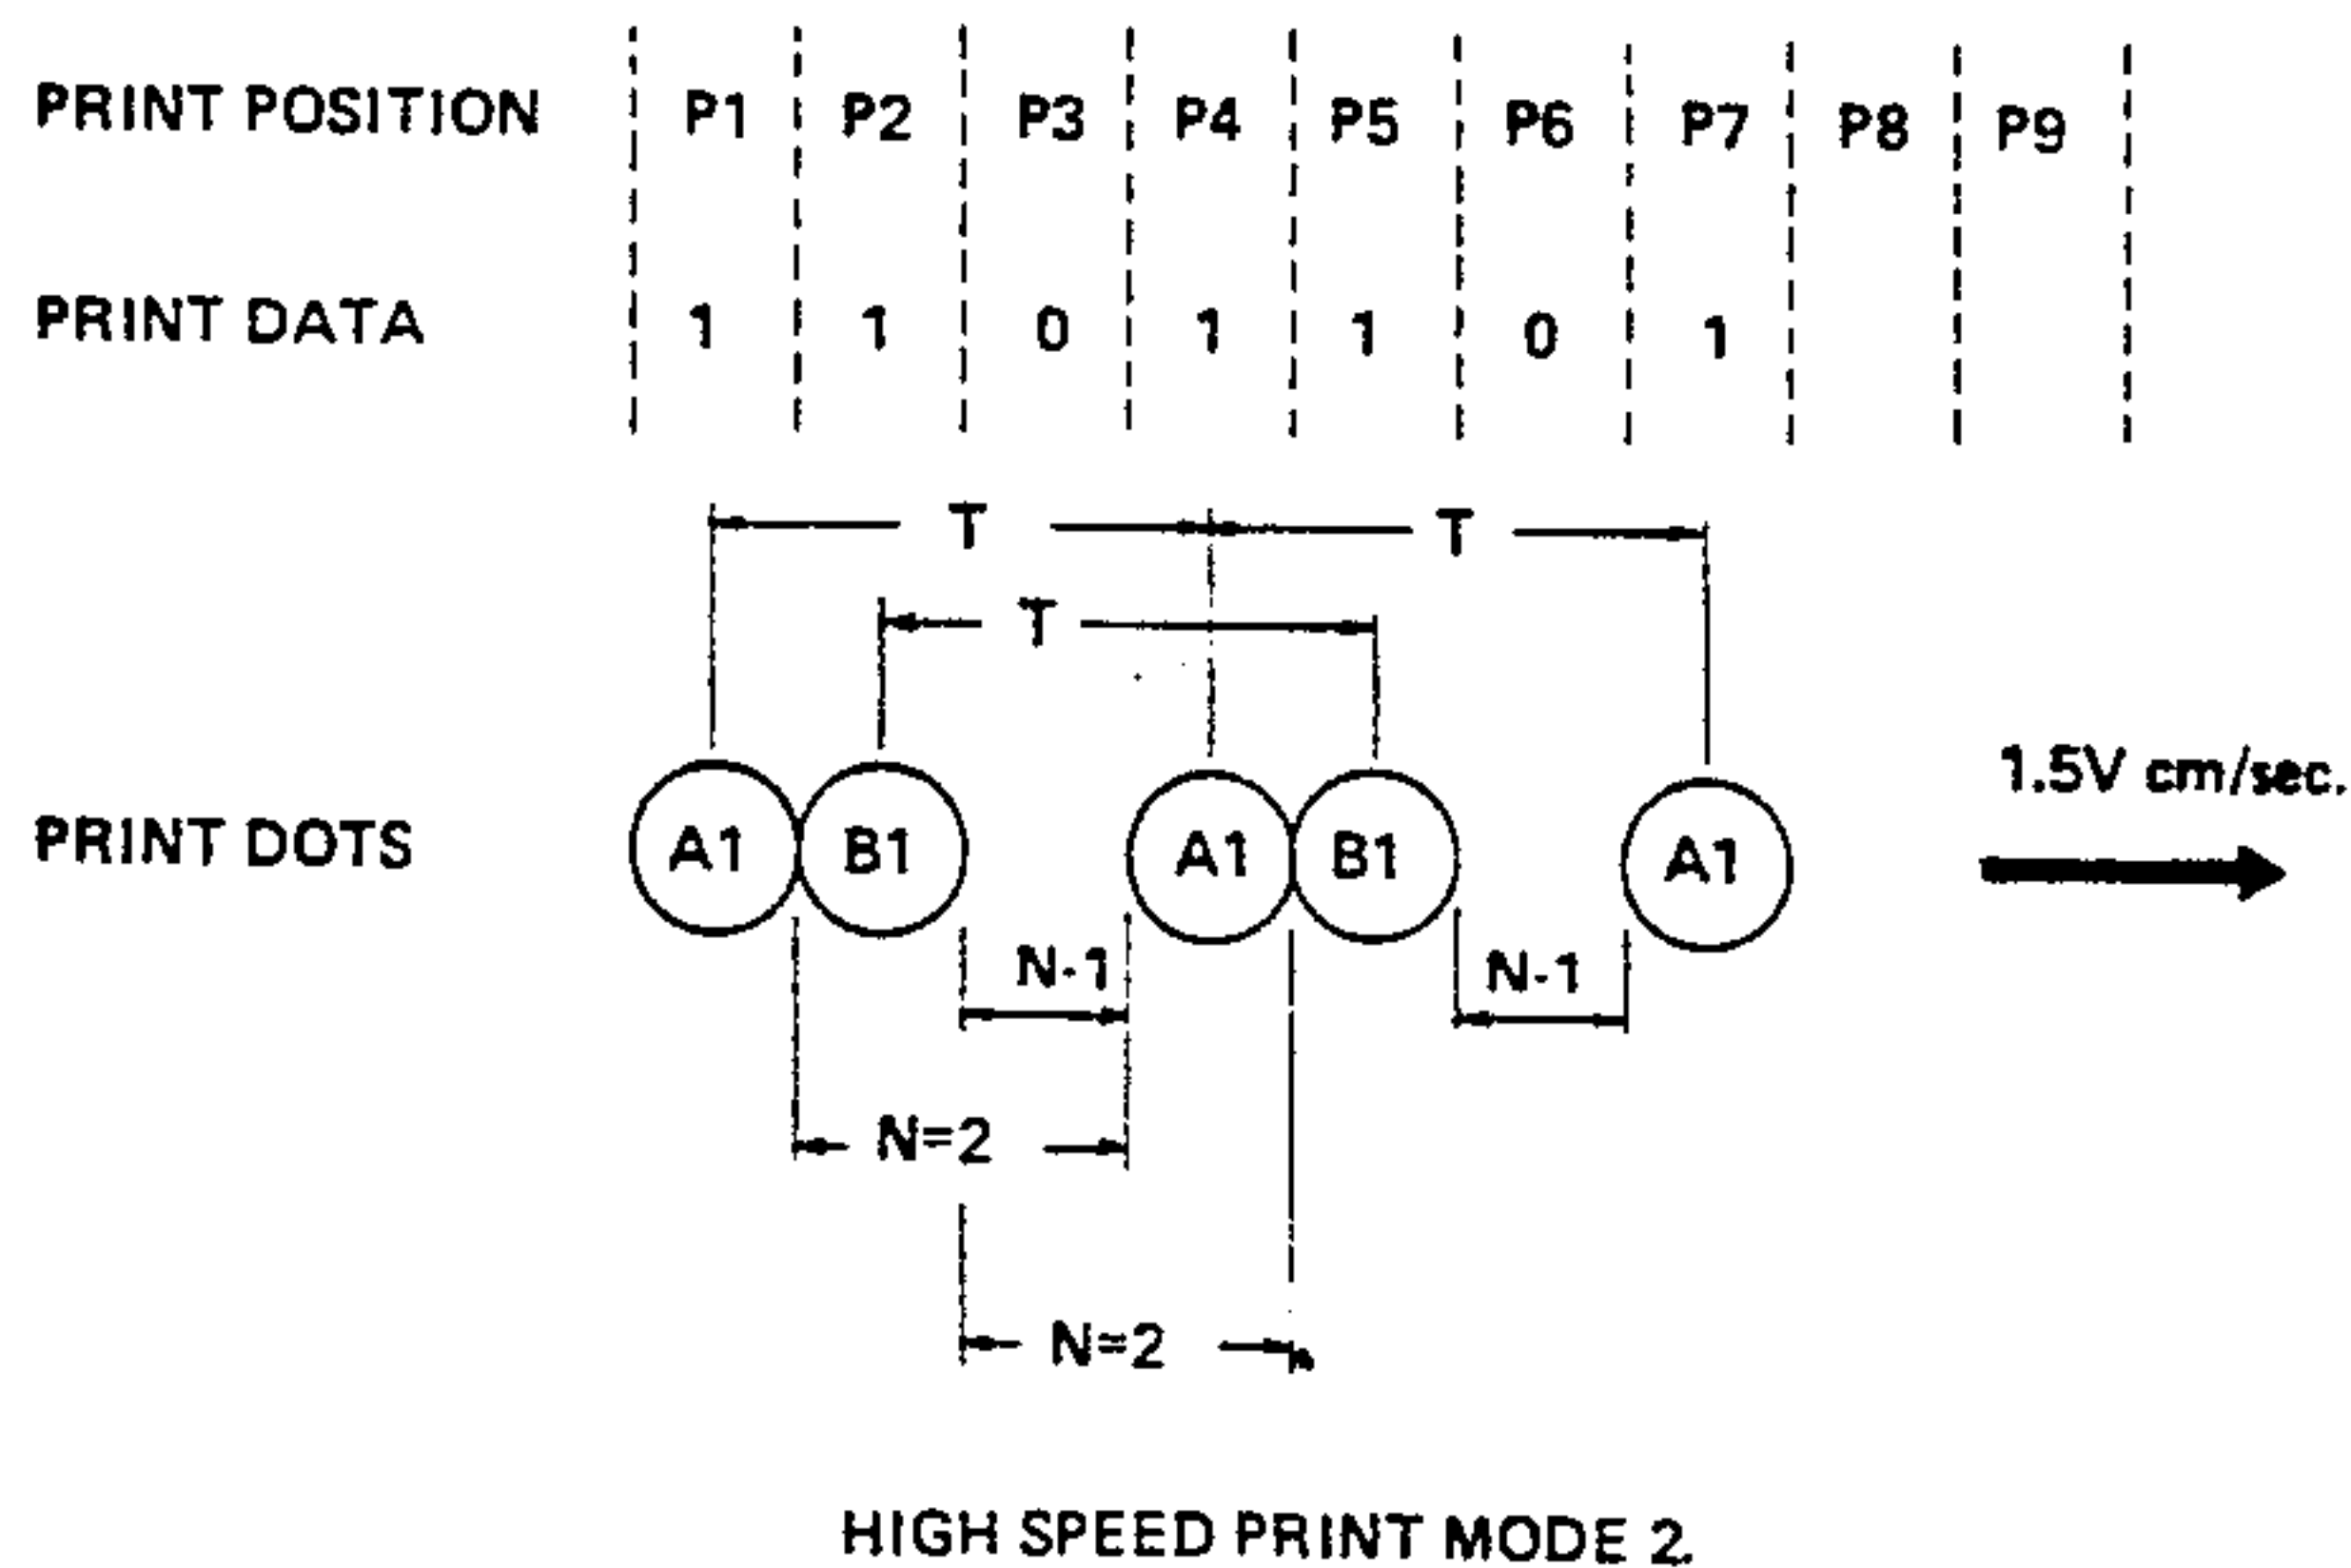 PRINT POSITION P1 P2 P3 P4 P5 P6 P7 P8 P9
PRINT DATA 1 1 0 1 1 0 1
T T
T
1.5V cm/sec.
PRINT DOTS A1 B1 A1 B1 A1
N-1 N-1
N=2
N=2
HIGH SPEED PRINT MODE 2.